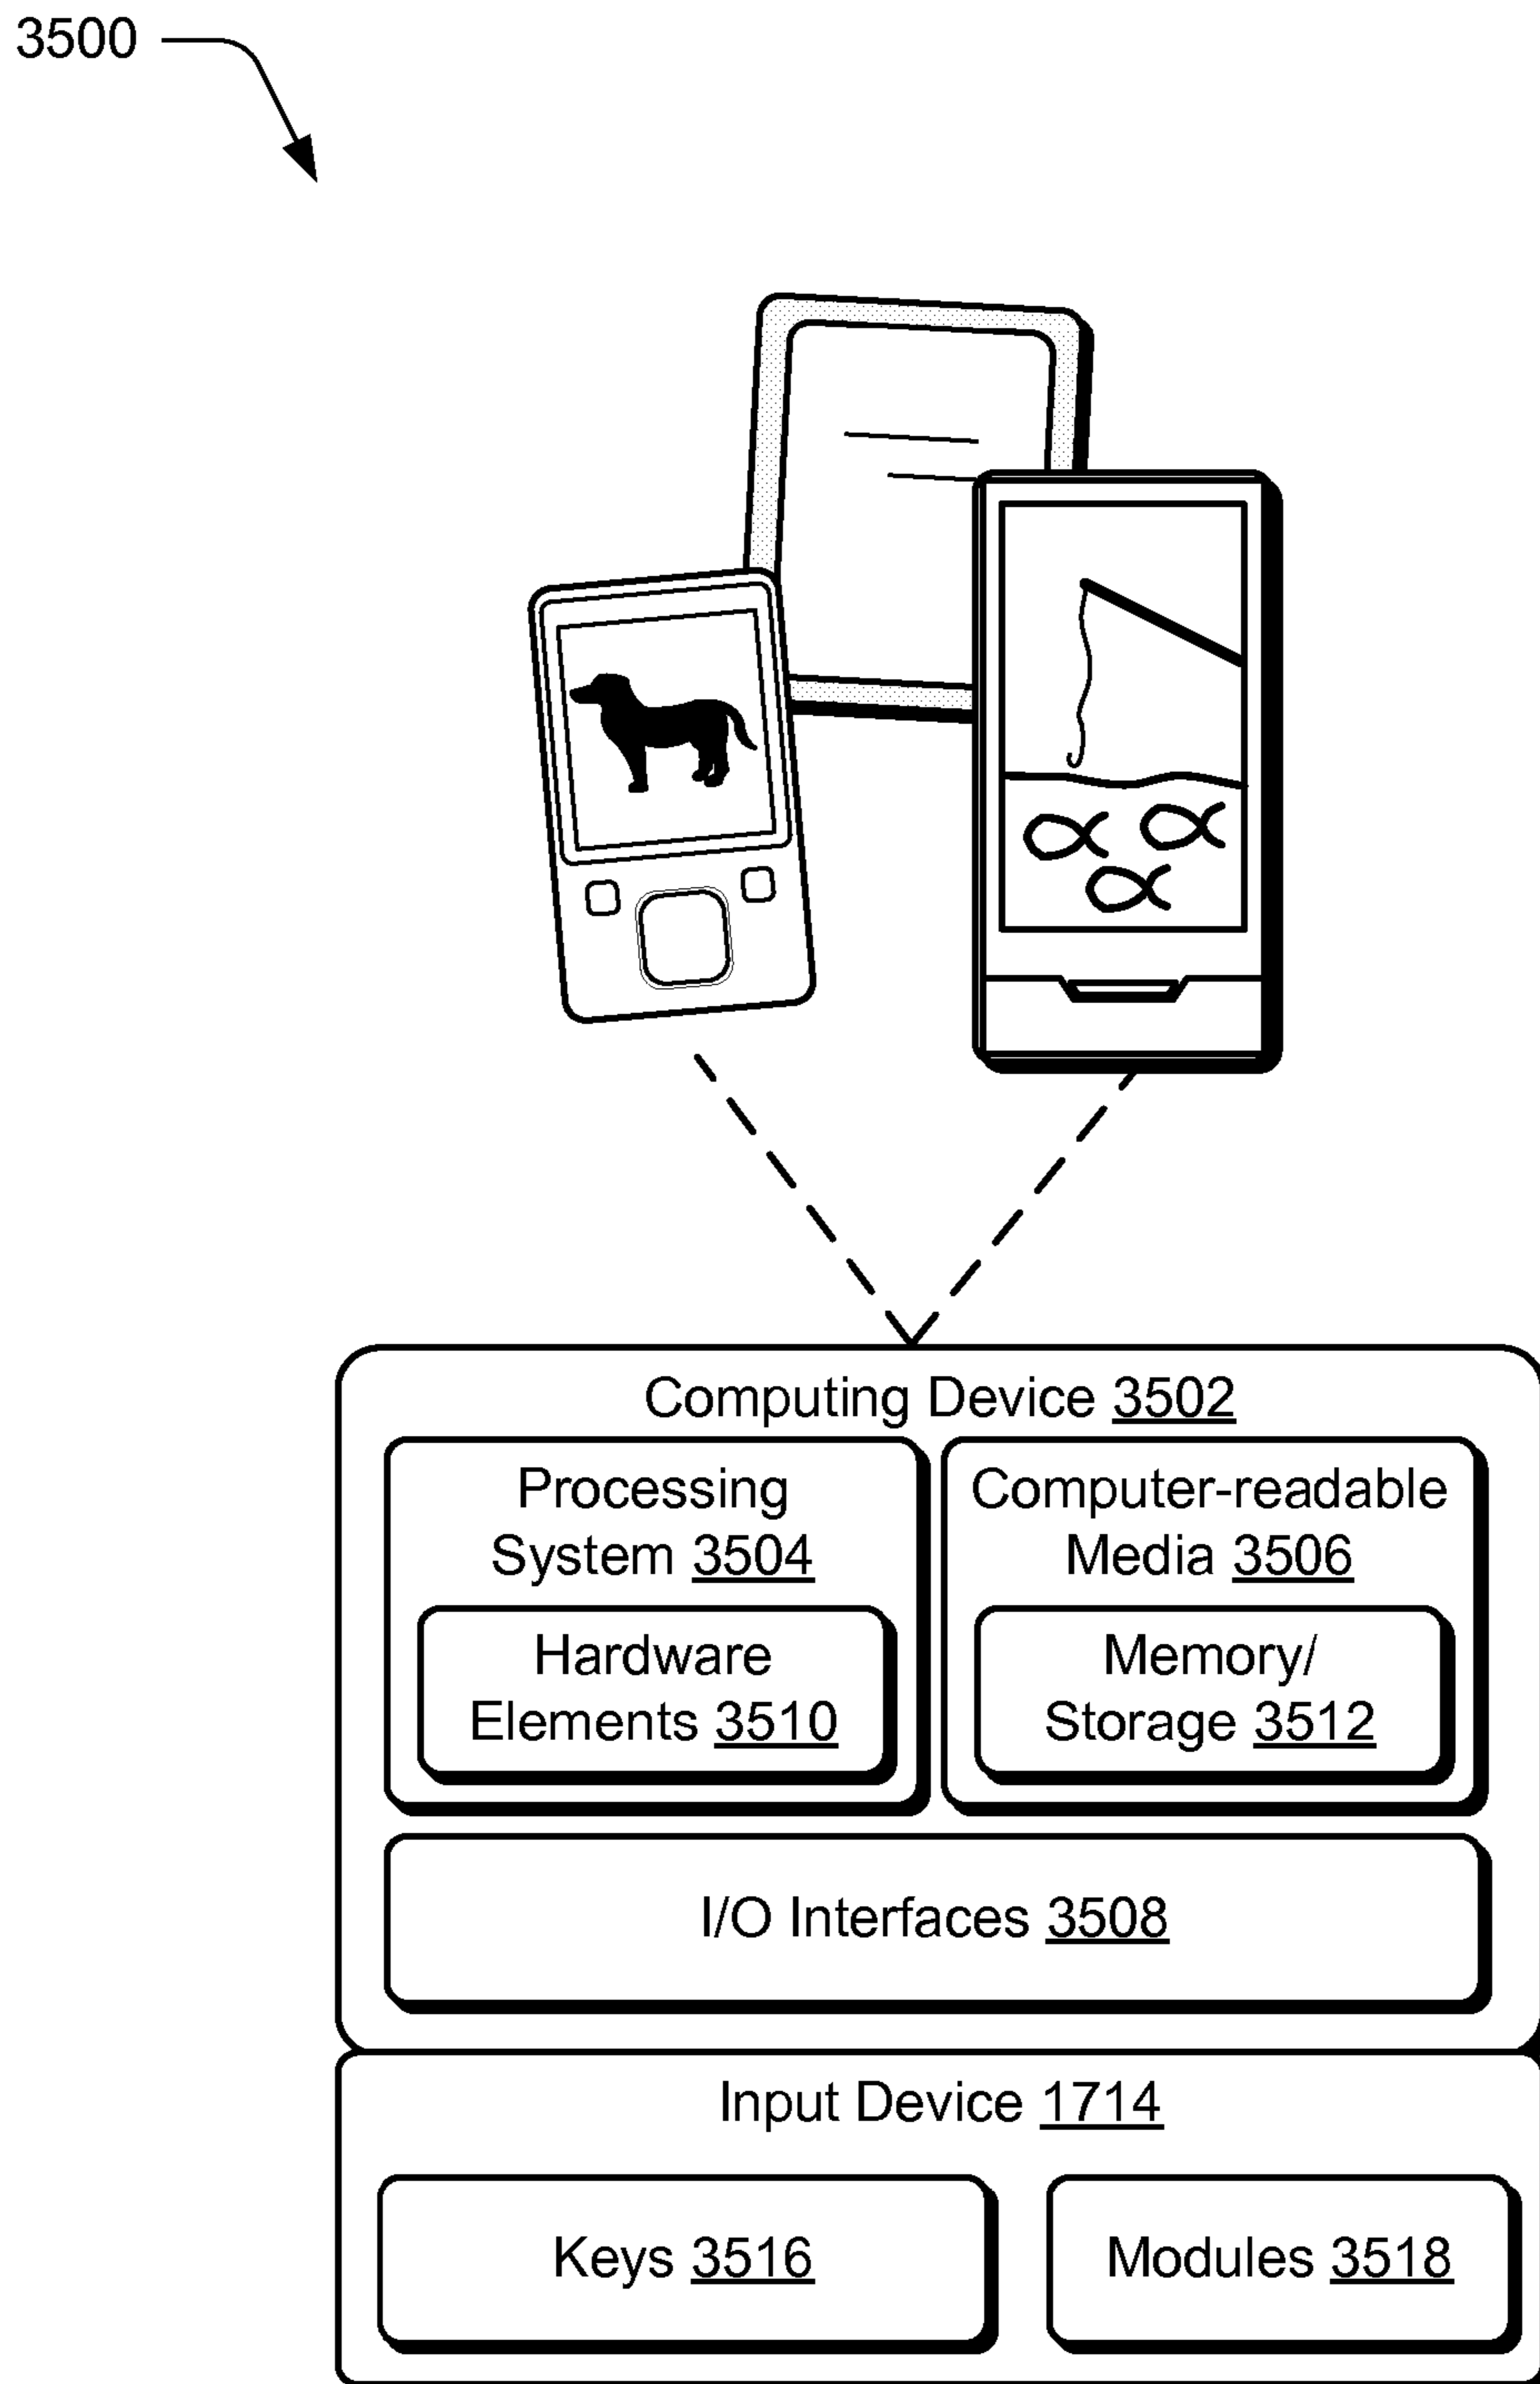 3500
Computing Device 3502
Processing
System 3504
Hardware
Elements 3510
Computer-readable
Media 3506
Memory/
Storage 3512
I/O Interfaces 3508
Input Device 1714
Keys 3516
Modules 3518